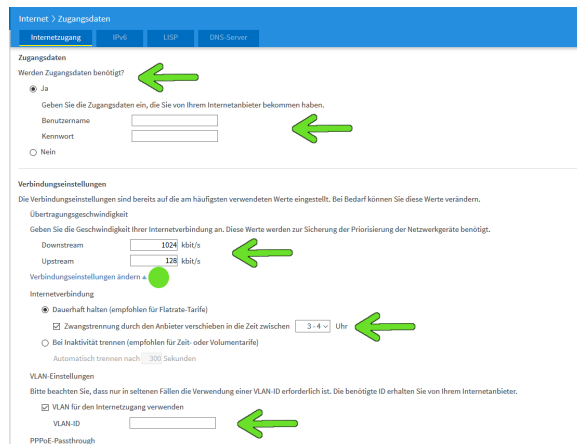 Internet > Zugangsdaten
Internetzugang IPv6 LISP DNS-Server
Zugangsdaten
Werden Zugangsdaten benötigt?
Ja
Geben Sie die Zugangsdaten ein, die Sie von Ihrem Internetanbieter bekommen haben.
Benutzername
Kennwort
Nein
Verbindungseinstellungen
Die Verbindungseinstellungen sind bereits auf die am häufigsten verwendeten Werte eingestellt. Bei Bedarf können Sie diese Werte verändern.
Übertragungsgeschwindigkeit
Geben Sie die Geschwindigkeit Ihrer Internetverbindung an. Diese Werte werden zur Sicherung der Priorisierung der Netzwerkgeräte benötigt.
Downstream 1024 kbit/s
Upstream 128 kbit/s
Verbindungseinstellungen ändern
Internetverbindung
Dauerhaft halten (empfohlen für Flatrate-Tarife)
Zwangstrennung durch den Anbieter verschieben in die Zeit zwischen 3 - 4 Uhr
Bei Inaktivität trennen (empfohlen für Zeit- oder Volumentarife)
Automatisch trennen nach 300 Sekunden
VLAN-Einstellungen
Bitte beachten Sie, dass nur in seltenen Fällen die Verwendung einer VLAN-ID erforderlich ist. Die benötigte ID erhalten Sie von Ihrem Internetanbieter.
VLAN für den Internetzugang verwenden
VLAN-ID
PPPoE-Passthrough